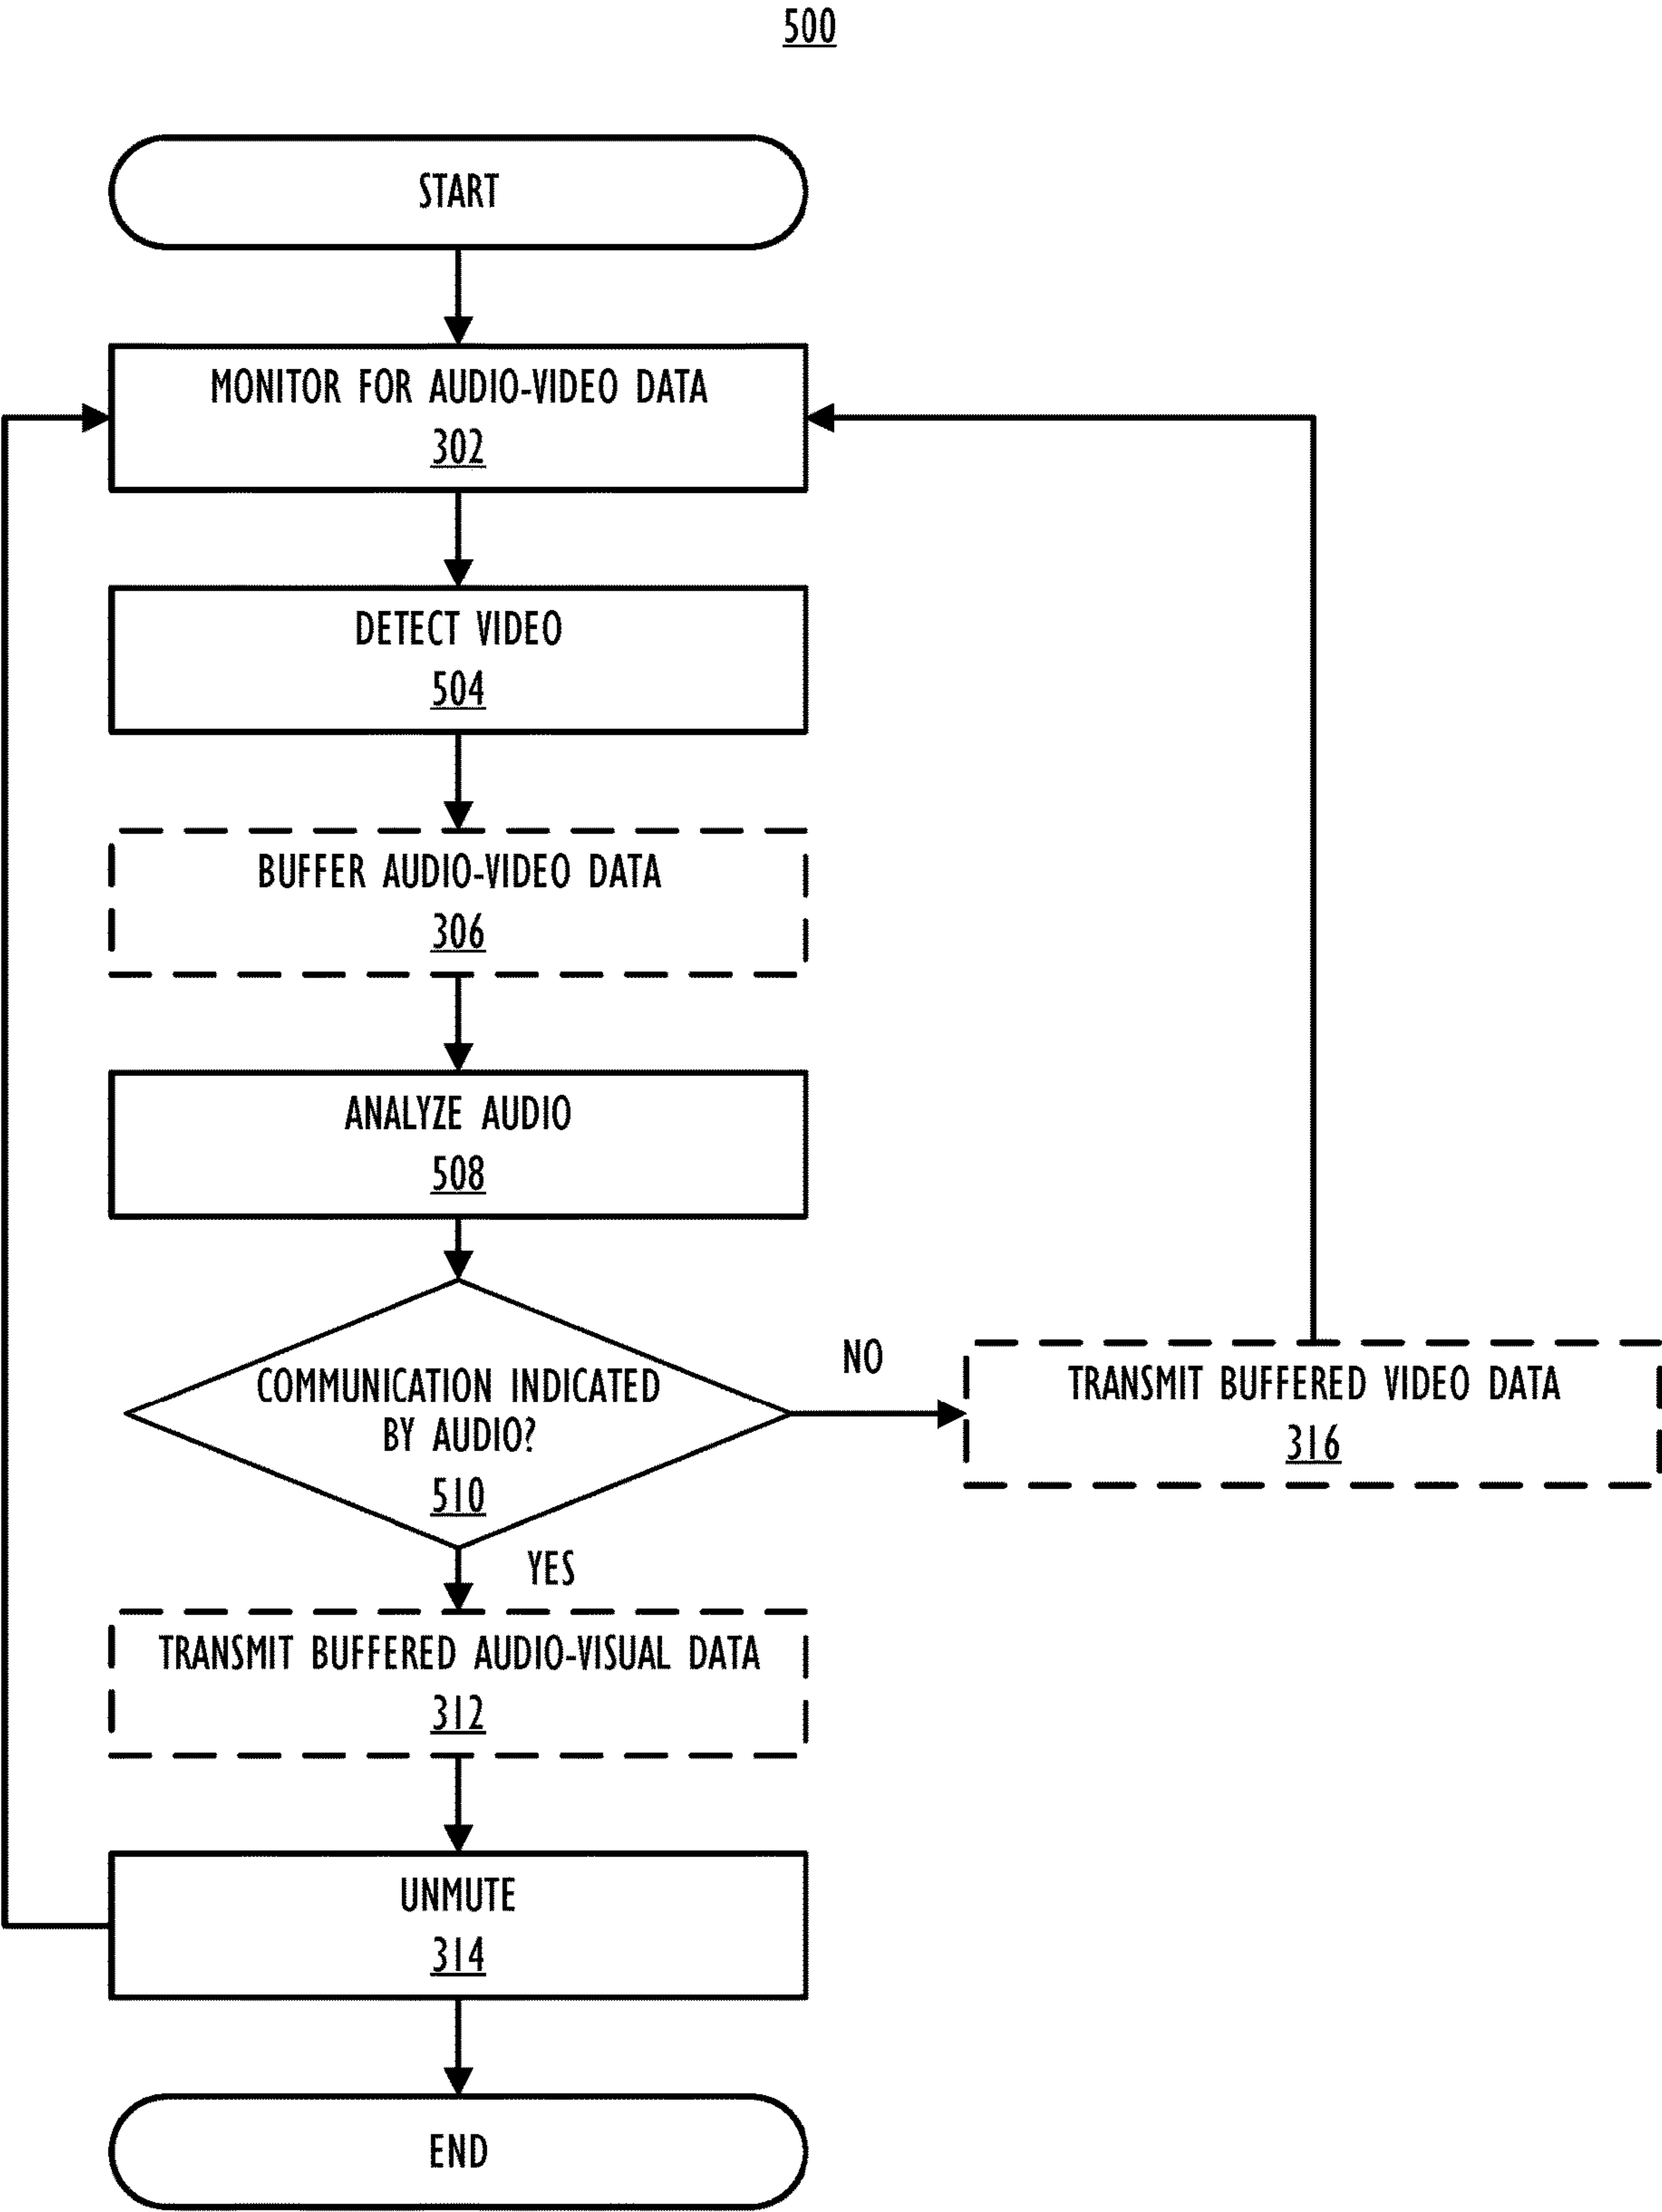 500
START
MONITOR FOR AUDIO-VIDEO DATA
302
DETECT VIDEO
504
BUFFER AUDIO-VIDEO DATA
306
ANALYZE AUDIO
508
COMMUNICATION INDICATED
BY AUDIO?
510
NO
TRANSMIT BUFFERED VIDEO DATA
316
YES
TRANSMIT BUFFERED AUDIO-VISUAL DATA
312
UNMUTE
314
END